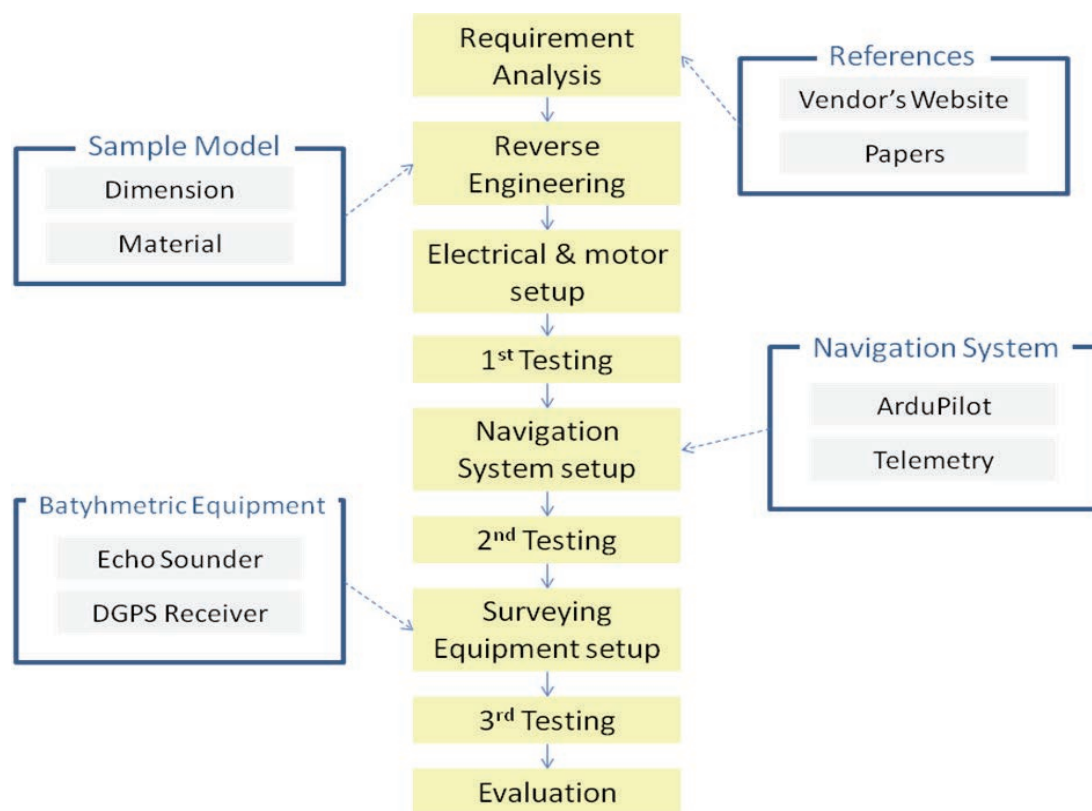 Requirement
Analysis
References
Vendor's Website
Papers
Sample Model
Dimension
Material
Reverse
Engineering
Electrical & motor
setup
1st Testing
Navigation System
ArduPilot
Telemetry
Navigation
System setup
Batyhmetric Equipment
Echo Sounder
DGPS Receiver
2nd Testing
Surveying
Equipment setup
3rd Testing
Evaluation